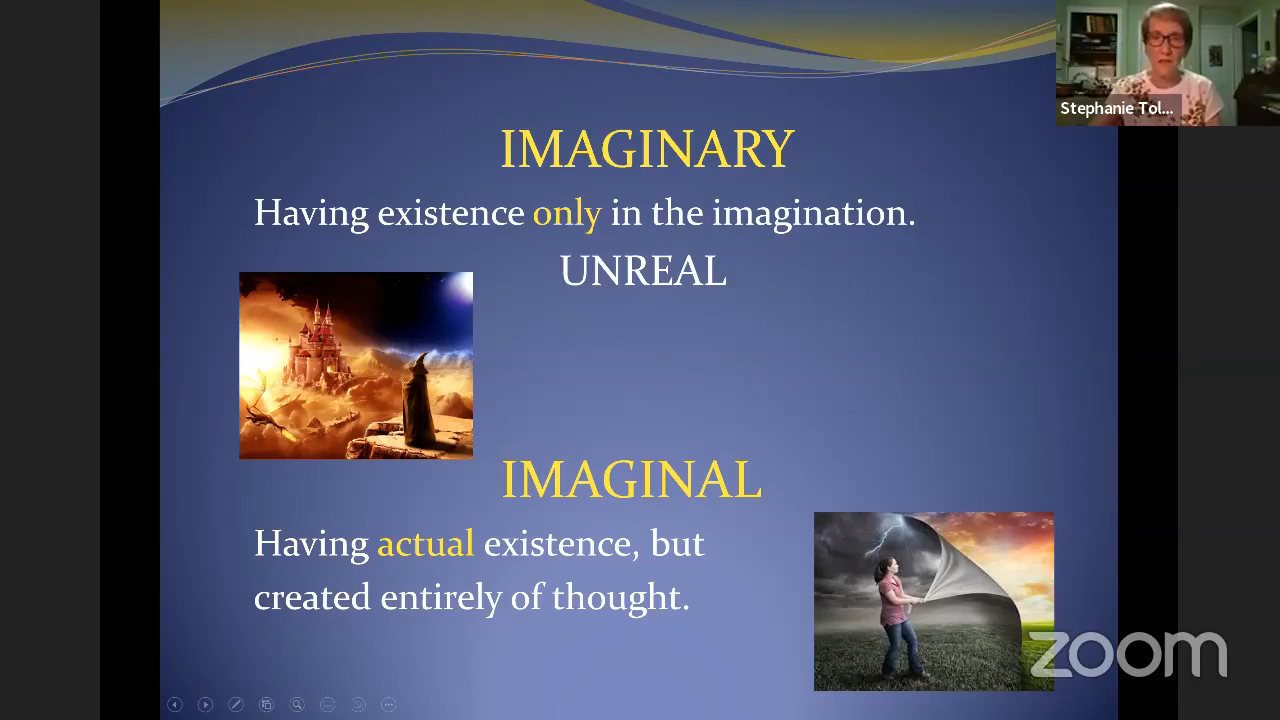 Stephanie Tol...
IMAGINARY
Having existence only in the imagination.
UNREAL
IMAGINAL
Having actual existence, but
created entirely of thought.
zoom